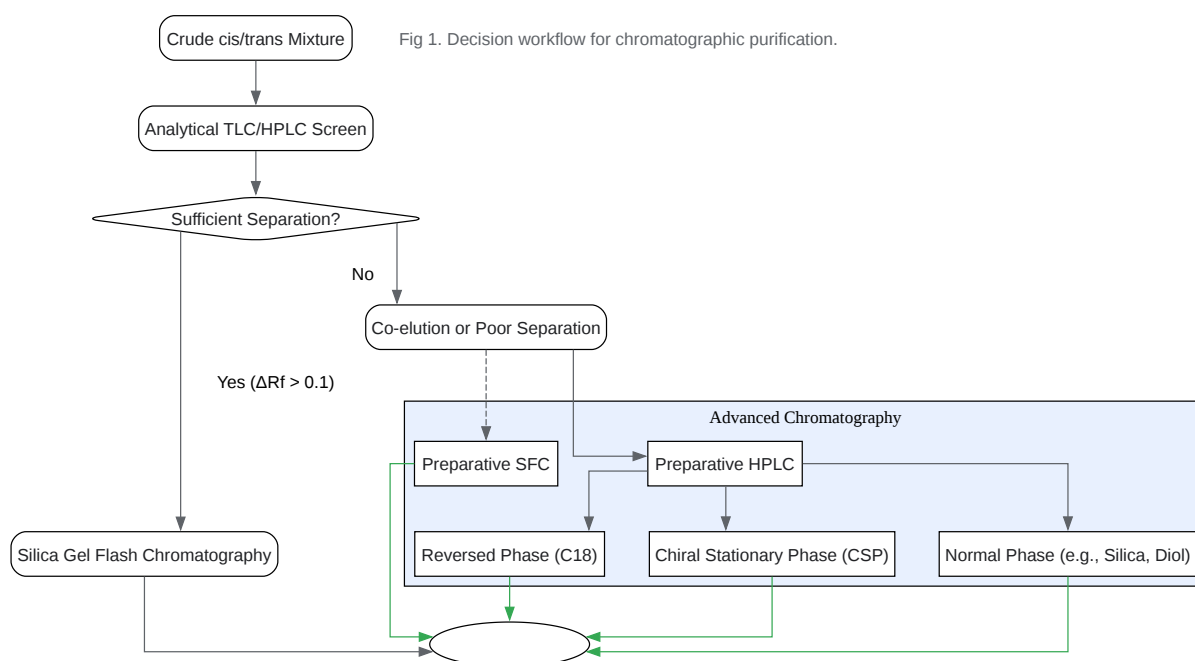 Crude cis/trans Mixture
Fig 1. Decision workflow for chromatographic purification.
Analytical TLC/HPLC Screen
Sufficient Separation?
No
Co-elution or Poor Separation
Yes (ΔRf > 0.1)
Advanced Chromatography
Preparative SFC
Preparative HPLC
Silica Gel Flash Chromatography
Reversed Phase (C18)
Chiral Stationary Phase (CSP)
Normal Phase (e.g., Silica, Diol)